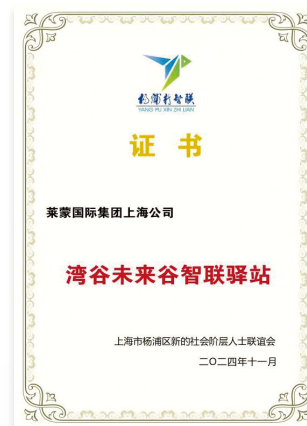 杨浦新智联
YANG PU XIN ZHI LIAN
证书
莱蒙国际集团上海公司
湾谷未来谷智联驿站
上海市杨浦区新的社会阶层人士联谊会
二〇二四年十一月